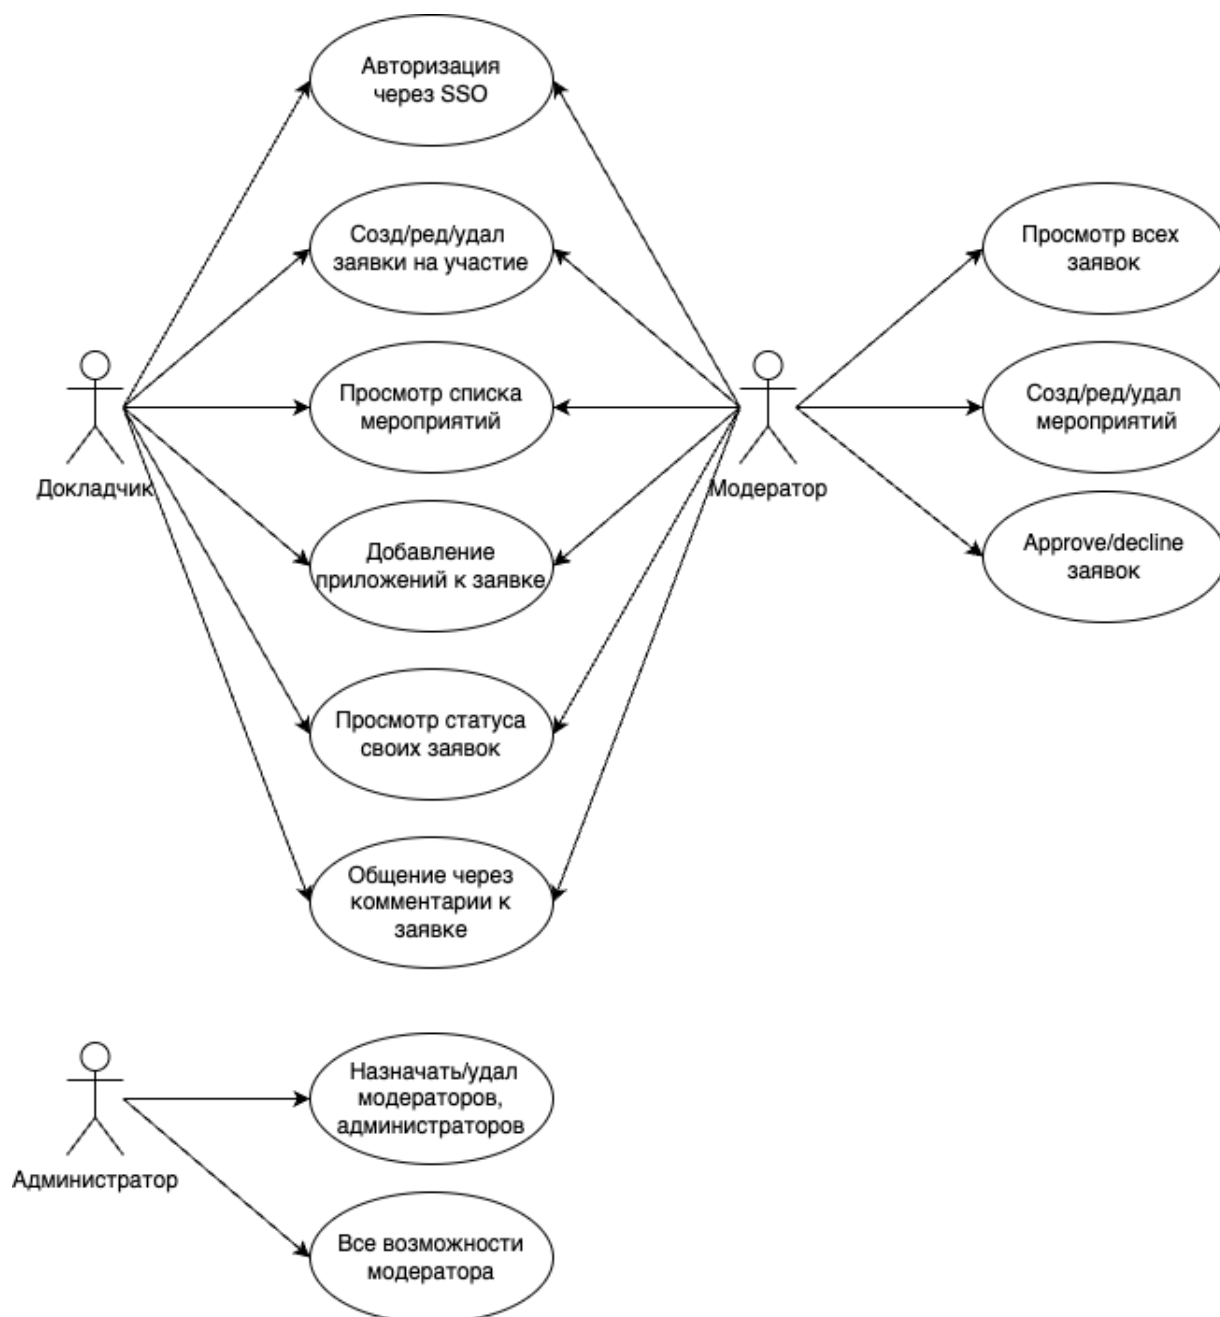 Авторизация
через SSO
Созд/ред/удал
заявки на участие
Просмотр всех
заявок
Просмотр списка
мероприятий
Созд/ред/удал
мероприятий
Докладчик
Модератор
Добавление
приложений к заявке
Approve/decline
заявок
Просмотр статуса
своих заявок
Общение через
комментарии к
заявке
Назначать/удал
модераторов,
администраторов
Администратор
Все возможности
модератора